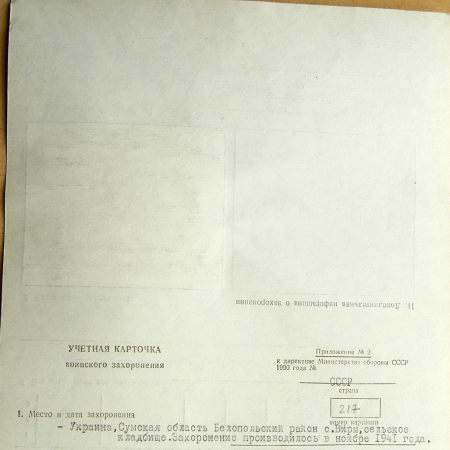 11. Дополнительная информация о захоронении
УЧЕТНАЯ КАРТОЧКА
воинского захоронения
Приложение № 2
к директиве Министерства обороны СССР
1990 года №
СССР
страна
217
номер карточки
1. Место и дата захоронения
- Украина,Сумская область Белопольский район с.Виры,сельское
кладбище.Захоронение производилось в ноябре 1941 года.